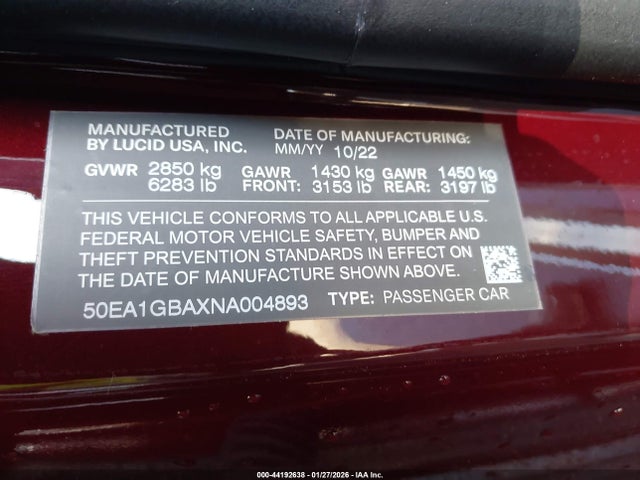 MANUFACTURED BY LUCID USA, INC.
DATE OF MANUFACTURING: MM/YY 10/22
GVWR 2850 kg 6283 lb
GAWR FRONT: 1430 kg 3153 lb
GAWR REAR: 1450 kg 3197 lb
THIS VEHICLE CONFORMS TO ALL APPLICABLE U.S.
FEDERAL MOTOR VEHICLE SAFETY, BUMPER AND
THEFT PREVENTION STANDARDS IN EFFECT ON
THE DATE OF MANUFACTURE SHOWN ABOVE.
50EA1GBAXNA004893 TYPE: PASSENGER CAR
000-44192638 - 01/27/2026 - IAA Inc.